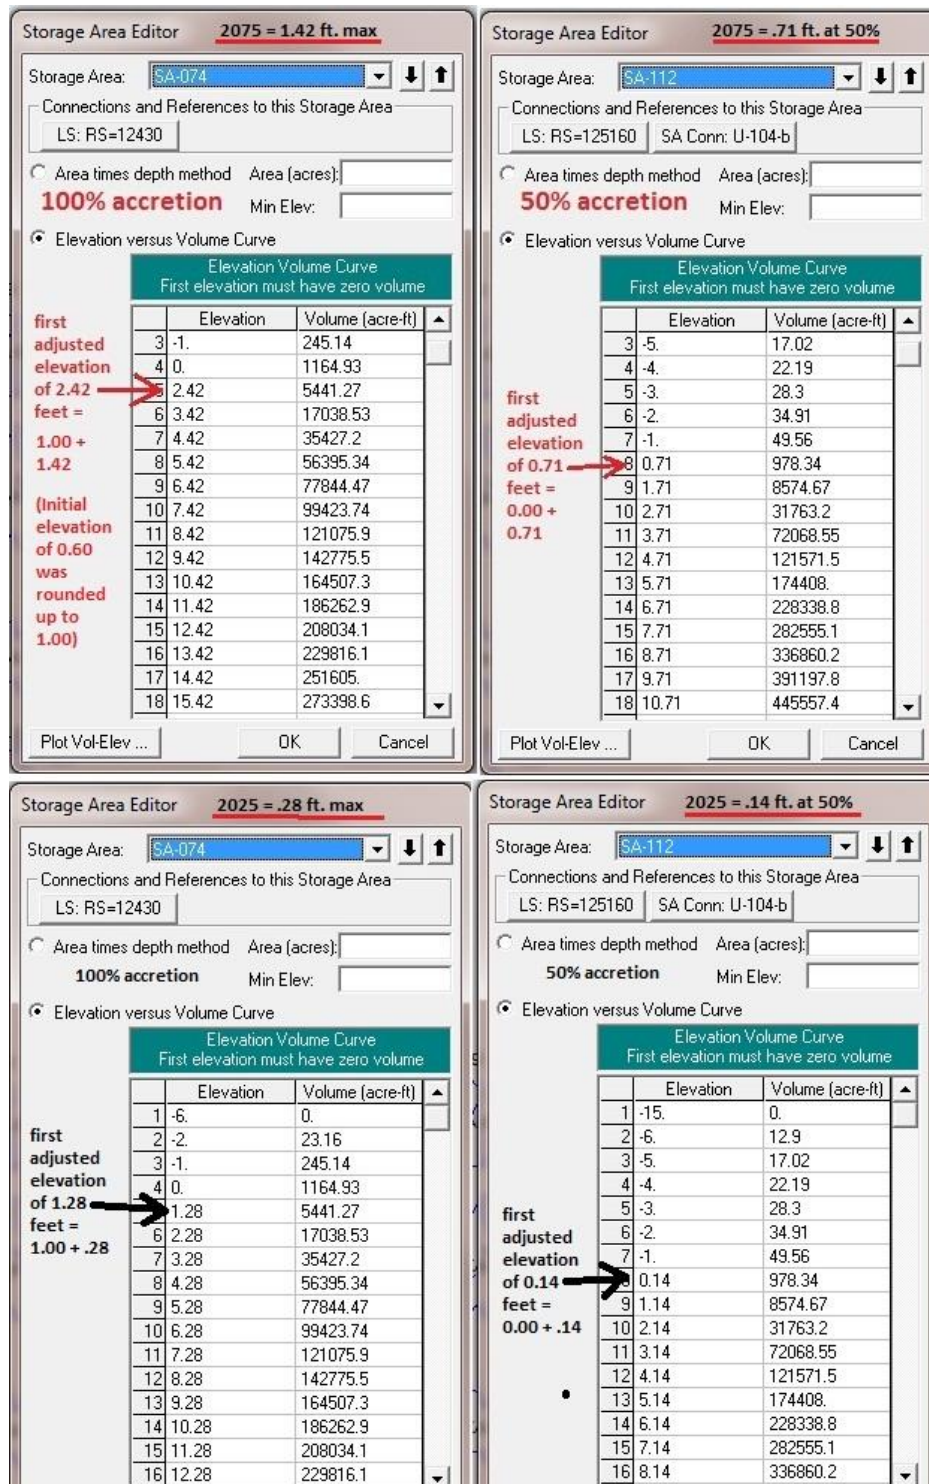 Storage Area Editor 2075 = 1.42 ft. max
Storage Area: SA-074
Connections and References to this Storage Area
LS: RS=12430
Area times depth method Area (acres):
100% accretion Min Elev:
Elevation versus Volume Curve
Elevation Volume Curve
First elevation must have zero volume
Elevation Volume (acre-ft)
3 -1. 245.14
4 0. 1164.93
5 2.42 5441.27
6 3.42 17038.53
7 4.42 35427.2
8 5.42 56395.34
9 6.42 77844.47
10 7.42 99423.74
11 8.42 121075.9
12 9.42 142775.5
13 10.42 164507.3
14 11.42 186262.9
15 12.42 208034.1
16 13.42 229816.1
17 14.42 251605.
18 15.42 273398.6
first
adjusted
elevation
of 2.42
feet =
1.00 +
1.42
(Initial
elevation
of 0.60
was
rounded
up to
1.00)
Plot Vol-Elev ... OK Cancel
Storage Area Editor 2075 = .71 ft. at 50%
Storage Area: SA-112
Connections and References to this Storage Area
LS: RS=125160 SA Conn: U-104-b
Area times depth method Area (acres):
50% accretion Min Elev:
Elevation versus Volume Curve
Elevation Volume Curve
First elevation must have zero volume
Elevation Volume (acre-ft)
3 -5. 17.02
4 -4. 22.19
5 -3. 28.3
6 -2. 34.91
7 -1. 49.56
8 0.71 978.34
9 1.71 8574.67
10 2.71 31763.2
11 3.71 72068.55
12 4.71 121571.5
13 5.71 174408.
14 6.71 228338.8
15 7.71 282555.1
16 8.71 336860.2
17 9.71 391197.8
18 10.71 445557.4
first
adjusted
elevation
of 0.71
feet =
0.00 +
0.71
Plot Vol-Elev ... OK Cancel
Storage Area Editor 2025 = .28 ft. max
Storage Area: SA-074
Connections and References to this Storage Area
LS: RS=12430
Area times depth method Area (acres):
100% accretion Min Elev:
Elevation versus Volume Curve
Elevation Volume Curve
First elevation must have zero volume
Elevation Volume (acre-ft)
1 -6. 0.
2 -2. 23.16
3 -1. 245.14
4 0. 1164.93
1.28 5441.27
6 2.28 17038.53
7 3.28 35427.2
8 4.28 56395.34
9 5.28 77844.47
10 6.28 99423.74
11 7.28 121075.9
12 8.28 142775.5
13 9.28 164507.3
14 10.28 186262.9
15 11.28 208034.1
16 12.28 229816.1
first
adjusted
elevation
of 1.28
feet =
1.00 + .28
Storage Area Editor 2025 = .14 ft. at 50%
Storage Area: SA-112
Connections and References to this Storage Area
LS: RS=125160 SA Conn: U-104-b
Area times depth method Area (acres):
50% accretion Min Elev:
Elevation versus Volume Curve
Elevation Volume Curve
First elevation must have zero volume
Elevation Volume (acre-ft)
1 -15. 0.
2 -6. 12.9
3 -5. 17.02
4 -4. 22.19
5 -3. 28.3
6 -2. 34.91
7 -1. 49.56
0.14 978.34
9 1.14 8574.67
10 2.14 31763.2
11 3.14 72068.55
12 4.14 121571.5
13 5.14 174408.
14 6.14 228338.8
15 7.14 282555.1
16 8.14 336860.2
first
adjusted
elevation
of 0.14
feet =
0.00 + .14